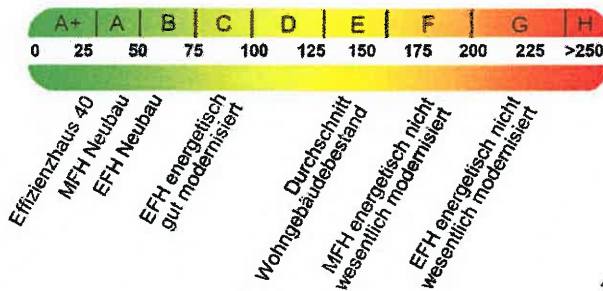 A+ A B C D E F G H
0 25 50 75 100 125 150 175 200 225 >250
Effizienzhaus 40
MFH Neubau
EFH Neubau
EFH energetisch
gut modernisiert
Durchschnitt
Wohngebäudebestand
MFH energetisch nicht
wesentlich modernisiert
EFH energetisch nicht
wesentlich modernisiert